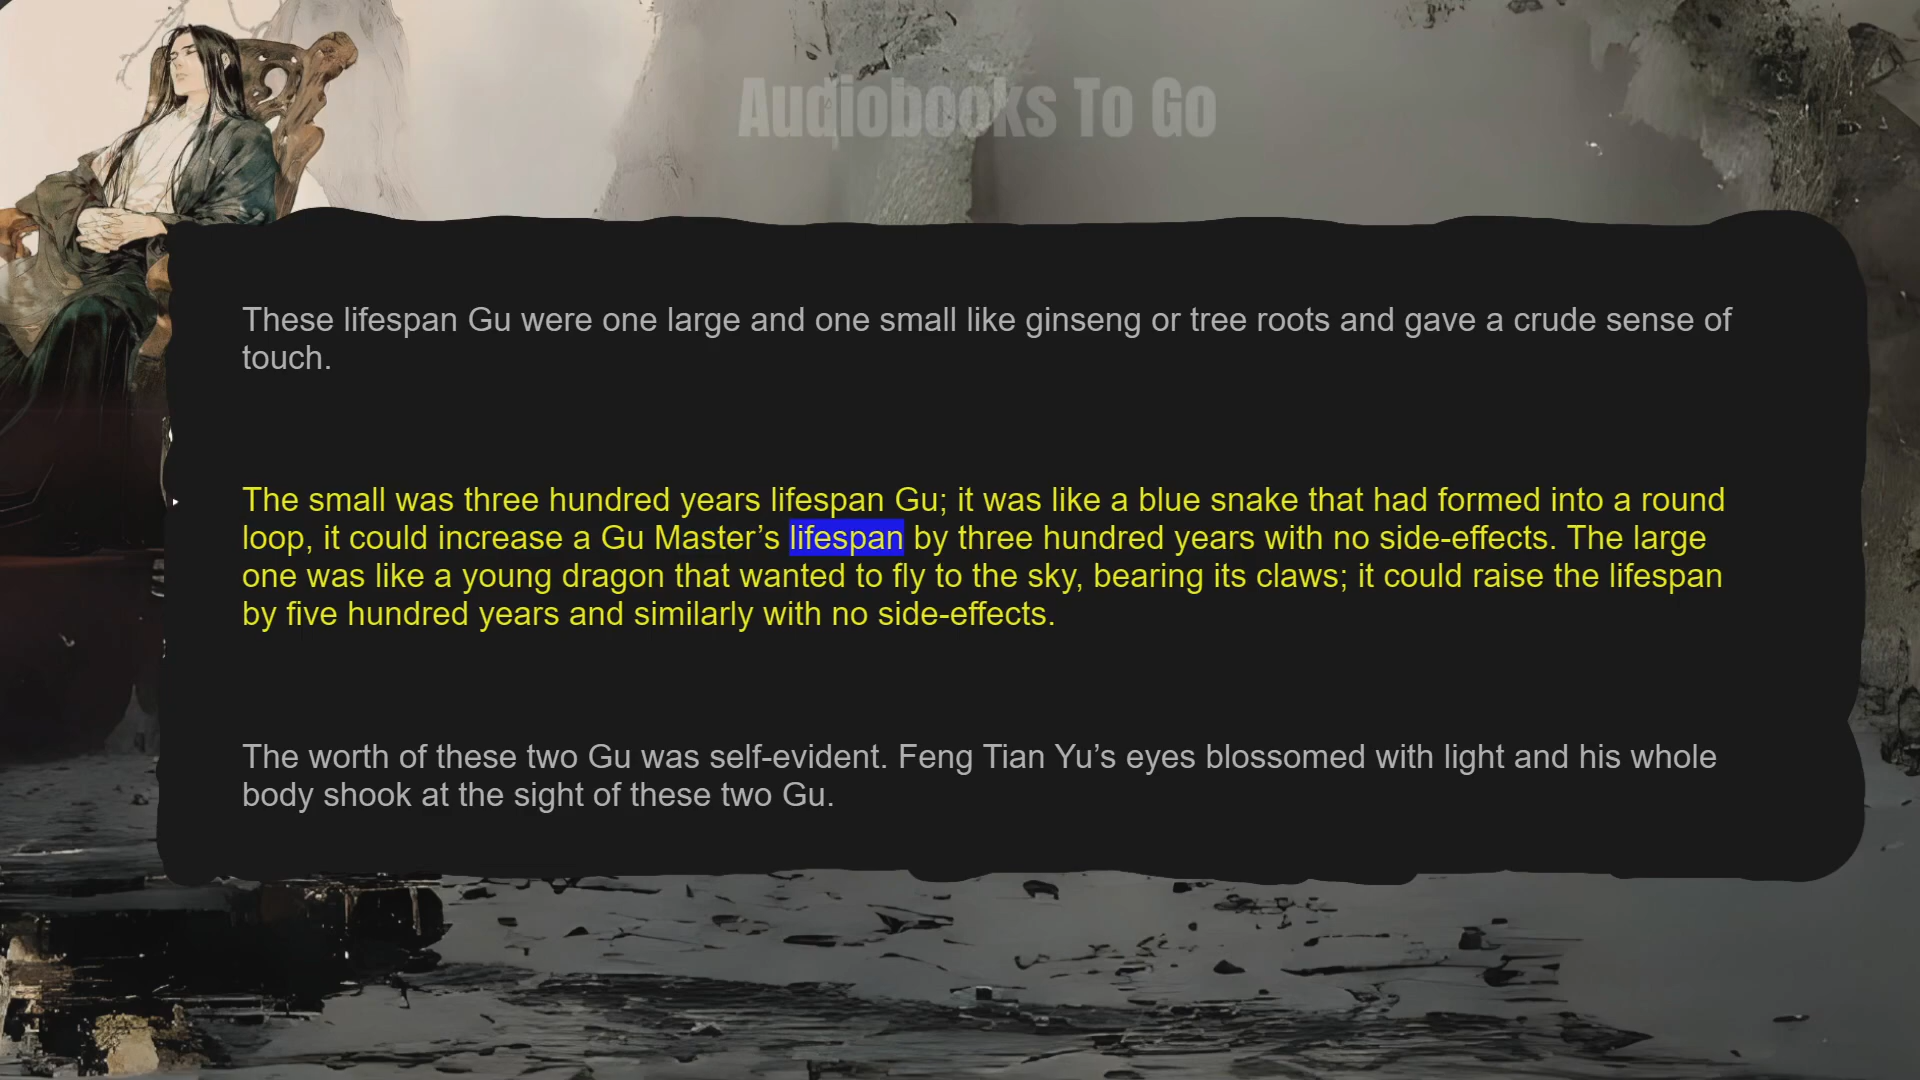 Audiobooks To Go
These lifespan Gu were one large and one small like ginseng or tree roots and gave a crude sense of
touch.
The small was three hundred years lifespan Gu; it was like a blue snake that had formed into a round
loop, it could increase a Gu Master’s lifespan by three hundred years with no side-effects. The large
one was like a young dragon that wanted to fly to the sky, bearing its claws; it could raise the lifespan
by five hundred years and similarly with no side-effects.
The worth of these two Gu was self-evident. Feng Tian Yu’s eyes blossomed with light and his whole
body shook at the sight of these two Gu.